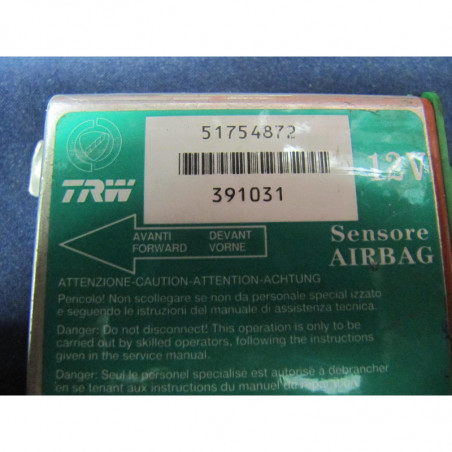 51754872
391031
12V
TRW
AVANTI DEVANT
FORWARD VORNE
Sensore
AIRBAG
ATTENZIONE-CAUTION-ATTENTION-ACHTUNG
Pericolo! Non scollegare se non da personale specializzato
e seguendo le istruzioni del manuale di assistenza tecnica.
Danger: Do not disconnect! This operation is only to be
carried out by skilled operators, following the instructions
given in the service manual.
Danger: Seul le personel spécialisé est autorisé à débrancher
en se tenant aux instructions du manuel de réparation